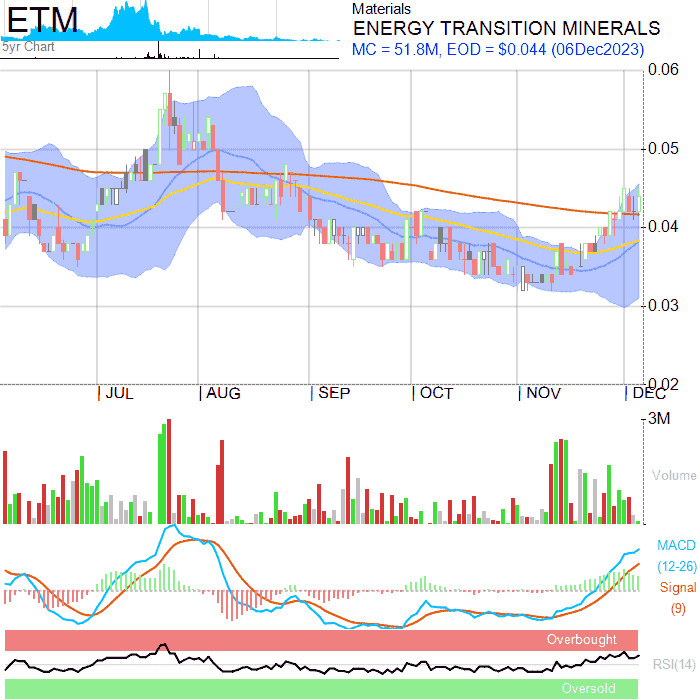 ETM
5yr Chart
Materials
ENERGY TRANSITION MINERALS
MC = 51.8M, EOD = $0.044 (06Dec2023)
0.06
0.05
0.04
0.03
0.02
JUL AUG SEP OCT NOV DEC
3M
Volume
MACD
(12-26)
Signal
(9)
Overbought
RSI(14)
Oversold